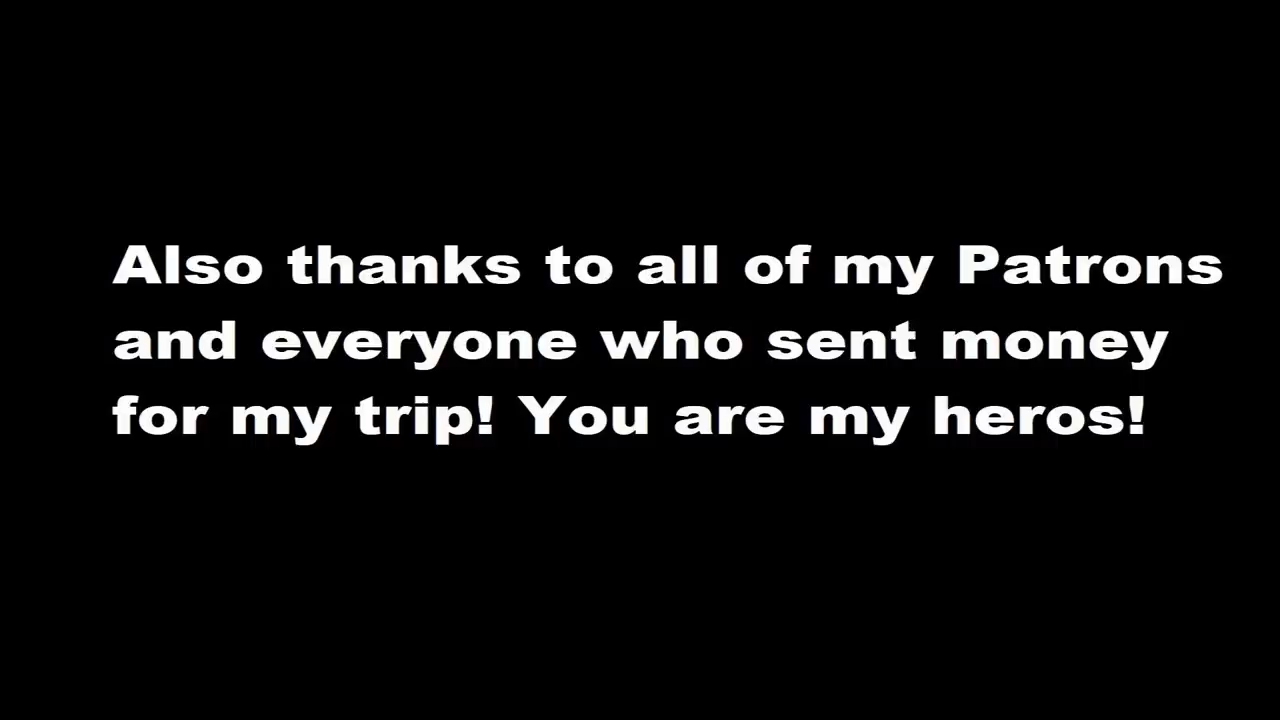 Also thanks to all of my Patrons
and everyone who sent money
for my trip! You are my heros!